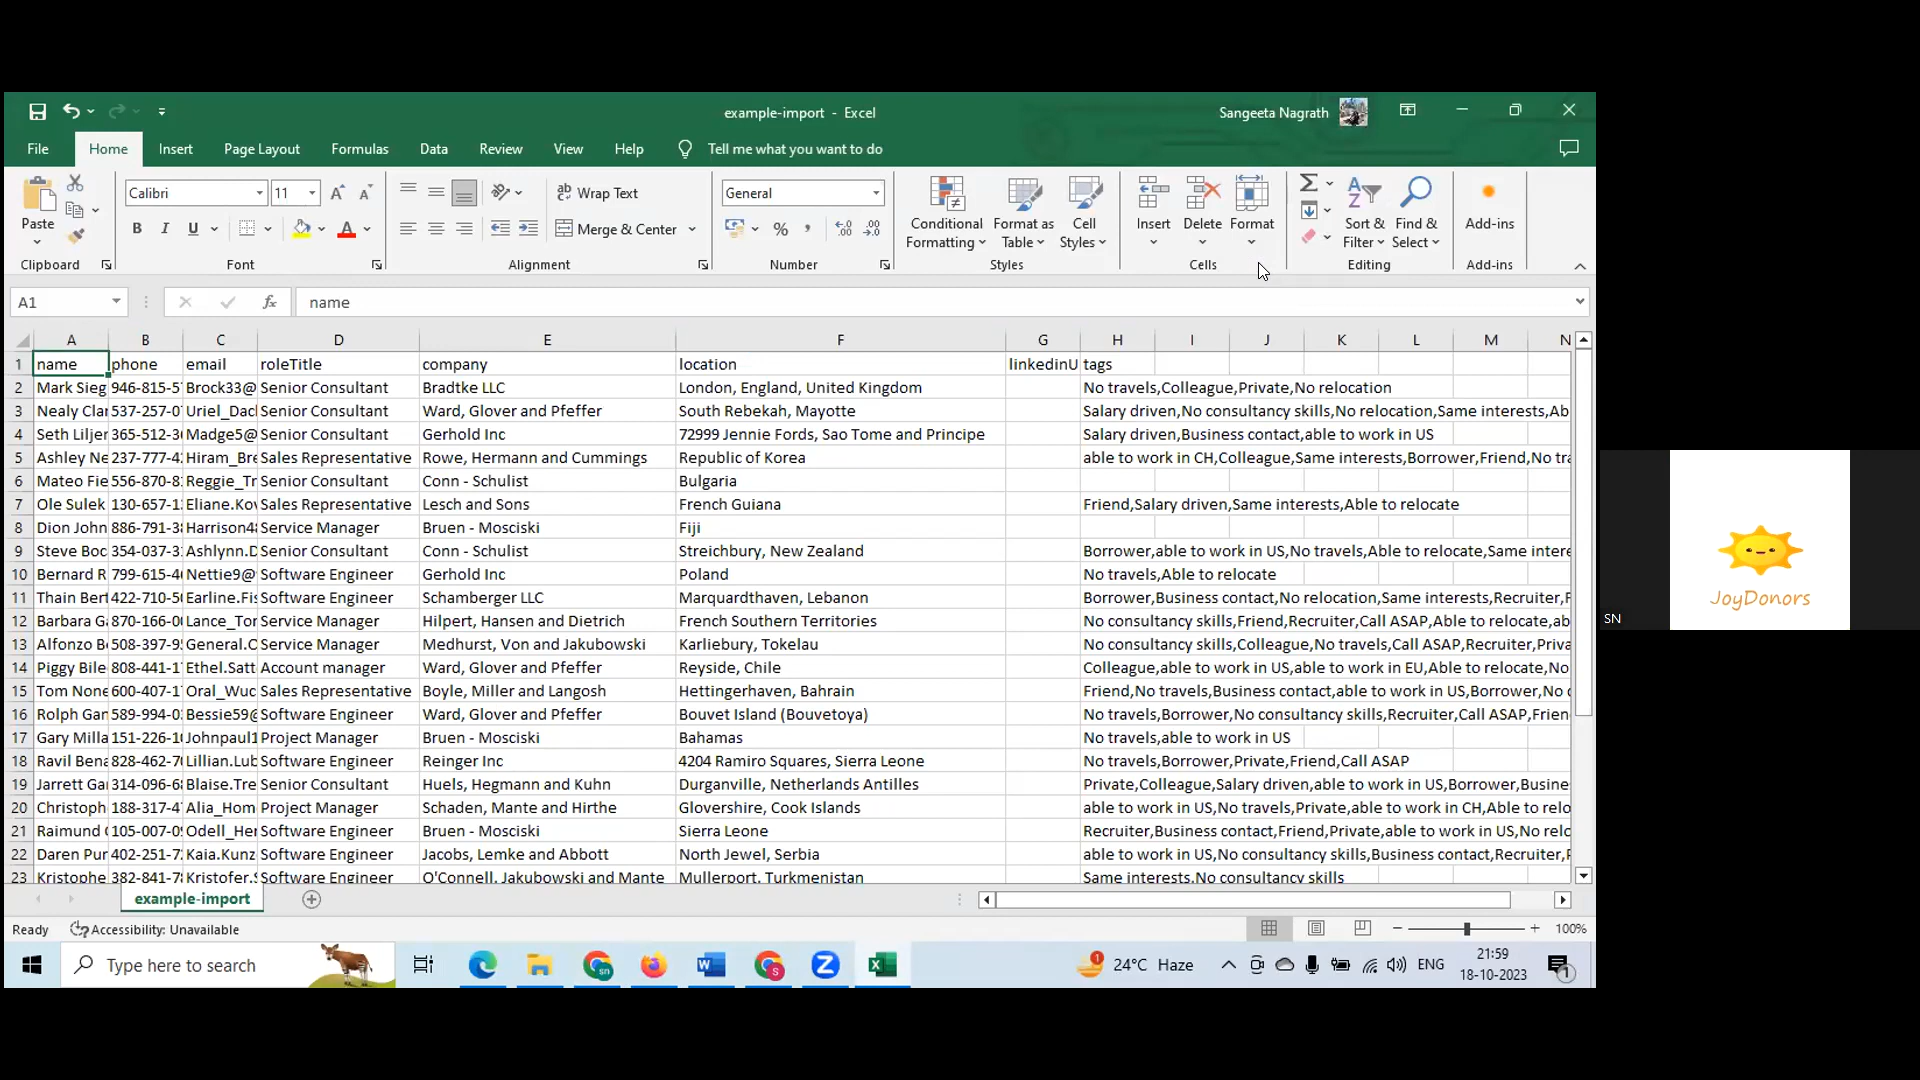 example-import - Excel
Sangeeta Nagrath
File Home Insert Page Layout Formulas Data Review View Help Tell me what you want to do
Paste
Clipboard
Calibri 11
B I U
Font
Wrap Text
Merge & Center
Alignment
General
%
Number
Conditional Formatting
Format as Table
Cell Styles
Styles
Insert Delete Format
Cells
Sort & Filter
Find & Select
Editing
Add-ins
Add-ins
A1 fx name
A B C D E F G H I J K L M N
1 name phone email roleTitle company location linkedinU tags
2 Mark Sieg 946-815-5 Brock33@ Senior Consultant Bradtke LLC London, England, United Kingdom No travels,Colleague,Private,No relocation
3 Nealy Clar 537-257-0 Uriel_Dac Senior Consultant Ward, Glover and Pfeffer South Rebekah, Mayotte Salary driven,No consultancy skills,No relocation,Same interests,Ab
4 Seth Liljer 365-512-3 Madge5@ Senior Consultant Gerhold Inc 72999 Jennie Fords, Sao Tome and Principe Salary driven,Business contact,able to work in US
5 Ashley Ne 237-777-4 Hiram_Bre Sales Representative Rowe, Hermann and Cummings Republic of Korea able to work in CH,Colleague,Same interests,Borrower,Friend,No tra
6 Mateo Fie 556-870-8 Reggie_Tr Senior Consultant Conn - Schulist Bulgaria
7 Ole Sulek 130-657-1 Eliane.Kov Sales Representative Lesch and Sons French Guiana Friend,Salary driven,Same interests,Able to relocate
8 Dion John 886-791-3 Harrison4 Service Manager Bruen - Mosciski Fiji
9 Steve Boc 354-037-3 Ashlynn.D Senior Consultant Conn - Schulist Streichbury, New Zealand Borrower,able to work in US,No travels,Able to relocate,Same intere
10 Bernard R 799-615-4 Nettie9@ Software Engineer Gerhold Inc Poland No travels,Able to relocate
11 Thain Bert 422-710-5 Earline.Fis Software Engineer Schamberger LLC Marquardthaven, Lebanon Borrower,Business contact,No relocation,Same interests,Recruiter,F
12 Barbara G 870-166-0 Lance_Tor Service Manager Hilpert, Hansen and Dietrich French Southern Territories No consultancy skills,Friend,Recruiter,Call ASAP,Able to relocate,ab
13 Alfonzo B 508-397-9 General.O Service Manager Medhurst, Von and Jakubowski Karliebury, Tokelau No consultancy skills,Colleague,No travels,Call ASAP,Recruiter,Priva
14 Piggy Bile 808-441-1 Ethel.Satt Account manager Ward, Glover and Pfeffer Reyside, Chile Colleague,able to work in US,able to work in EU,Able to relocate,No
15 Tom None 600-407-1 Oral_Wuc Sales Representative Boyle, Miller and Langosh Hettingerhaven, Bahrain Friend,No travels,Business contact,able to work in US,Borrower,No
16 Rolph Gan 589-994-0 Bessie59@ Software Engineer Ward, Glover and Pfeffer Bouvet Island (Bouvetoya) No travels,Borrower,No consultancy skills,Recruiter,Call ASAP,Frien
17 Gary Milla 151-226-1 Johnpaul1 Project Manager Bruen - Mosciski Bahamas No travels,able to work in US
18 Ravil Bena 828-462-7 Lillian.Lub Software Engineer Reinger Inc 4204 Ramiro Squares, Sierra Leone No travels,Borrower,Private,Friend,Call ASAP
19 Jarrett Ga 314-096-6 Blaise.Tre Senior Consultant Huels, Hegmann and Kuhn Durganville, Netherlands Antilles Private,Colleague,Salary driven,able to work in US,Borrower,Busine
20 Christoph 188-317-4 Alia_Hom Project Manager Schaden, Mante and Hirthe Glovershire, Cook Islands able to work in US,No travels,Private,able to work in CH,Able to relo
21 Raimund 105-007-0 Odell_Her Software Engineer Bruen - Mosciski Sierra Leone Recruiter,Business contact,Friend,Private,able to work in US,No relo
22 Daren Pur 402-251-7 Kaia.Kunz Software Engineer Jacobs, Lemke and Abbott North Jewel, Serbia able to work in US,No consultancy skills,Business contact,Recruiter,
23 Kristophe 382-841-7 Kristofer. Software Engineer O'Connell, Jakubowski and Mante Mullerport, Turkmenistan Same interests,No consultancy skills
example-import
Ready Accessibility: Unavailable 100%
Type here to search
24°C Haze ENG
21:59
18-10-2023
1
JoyDonors
SN